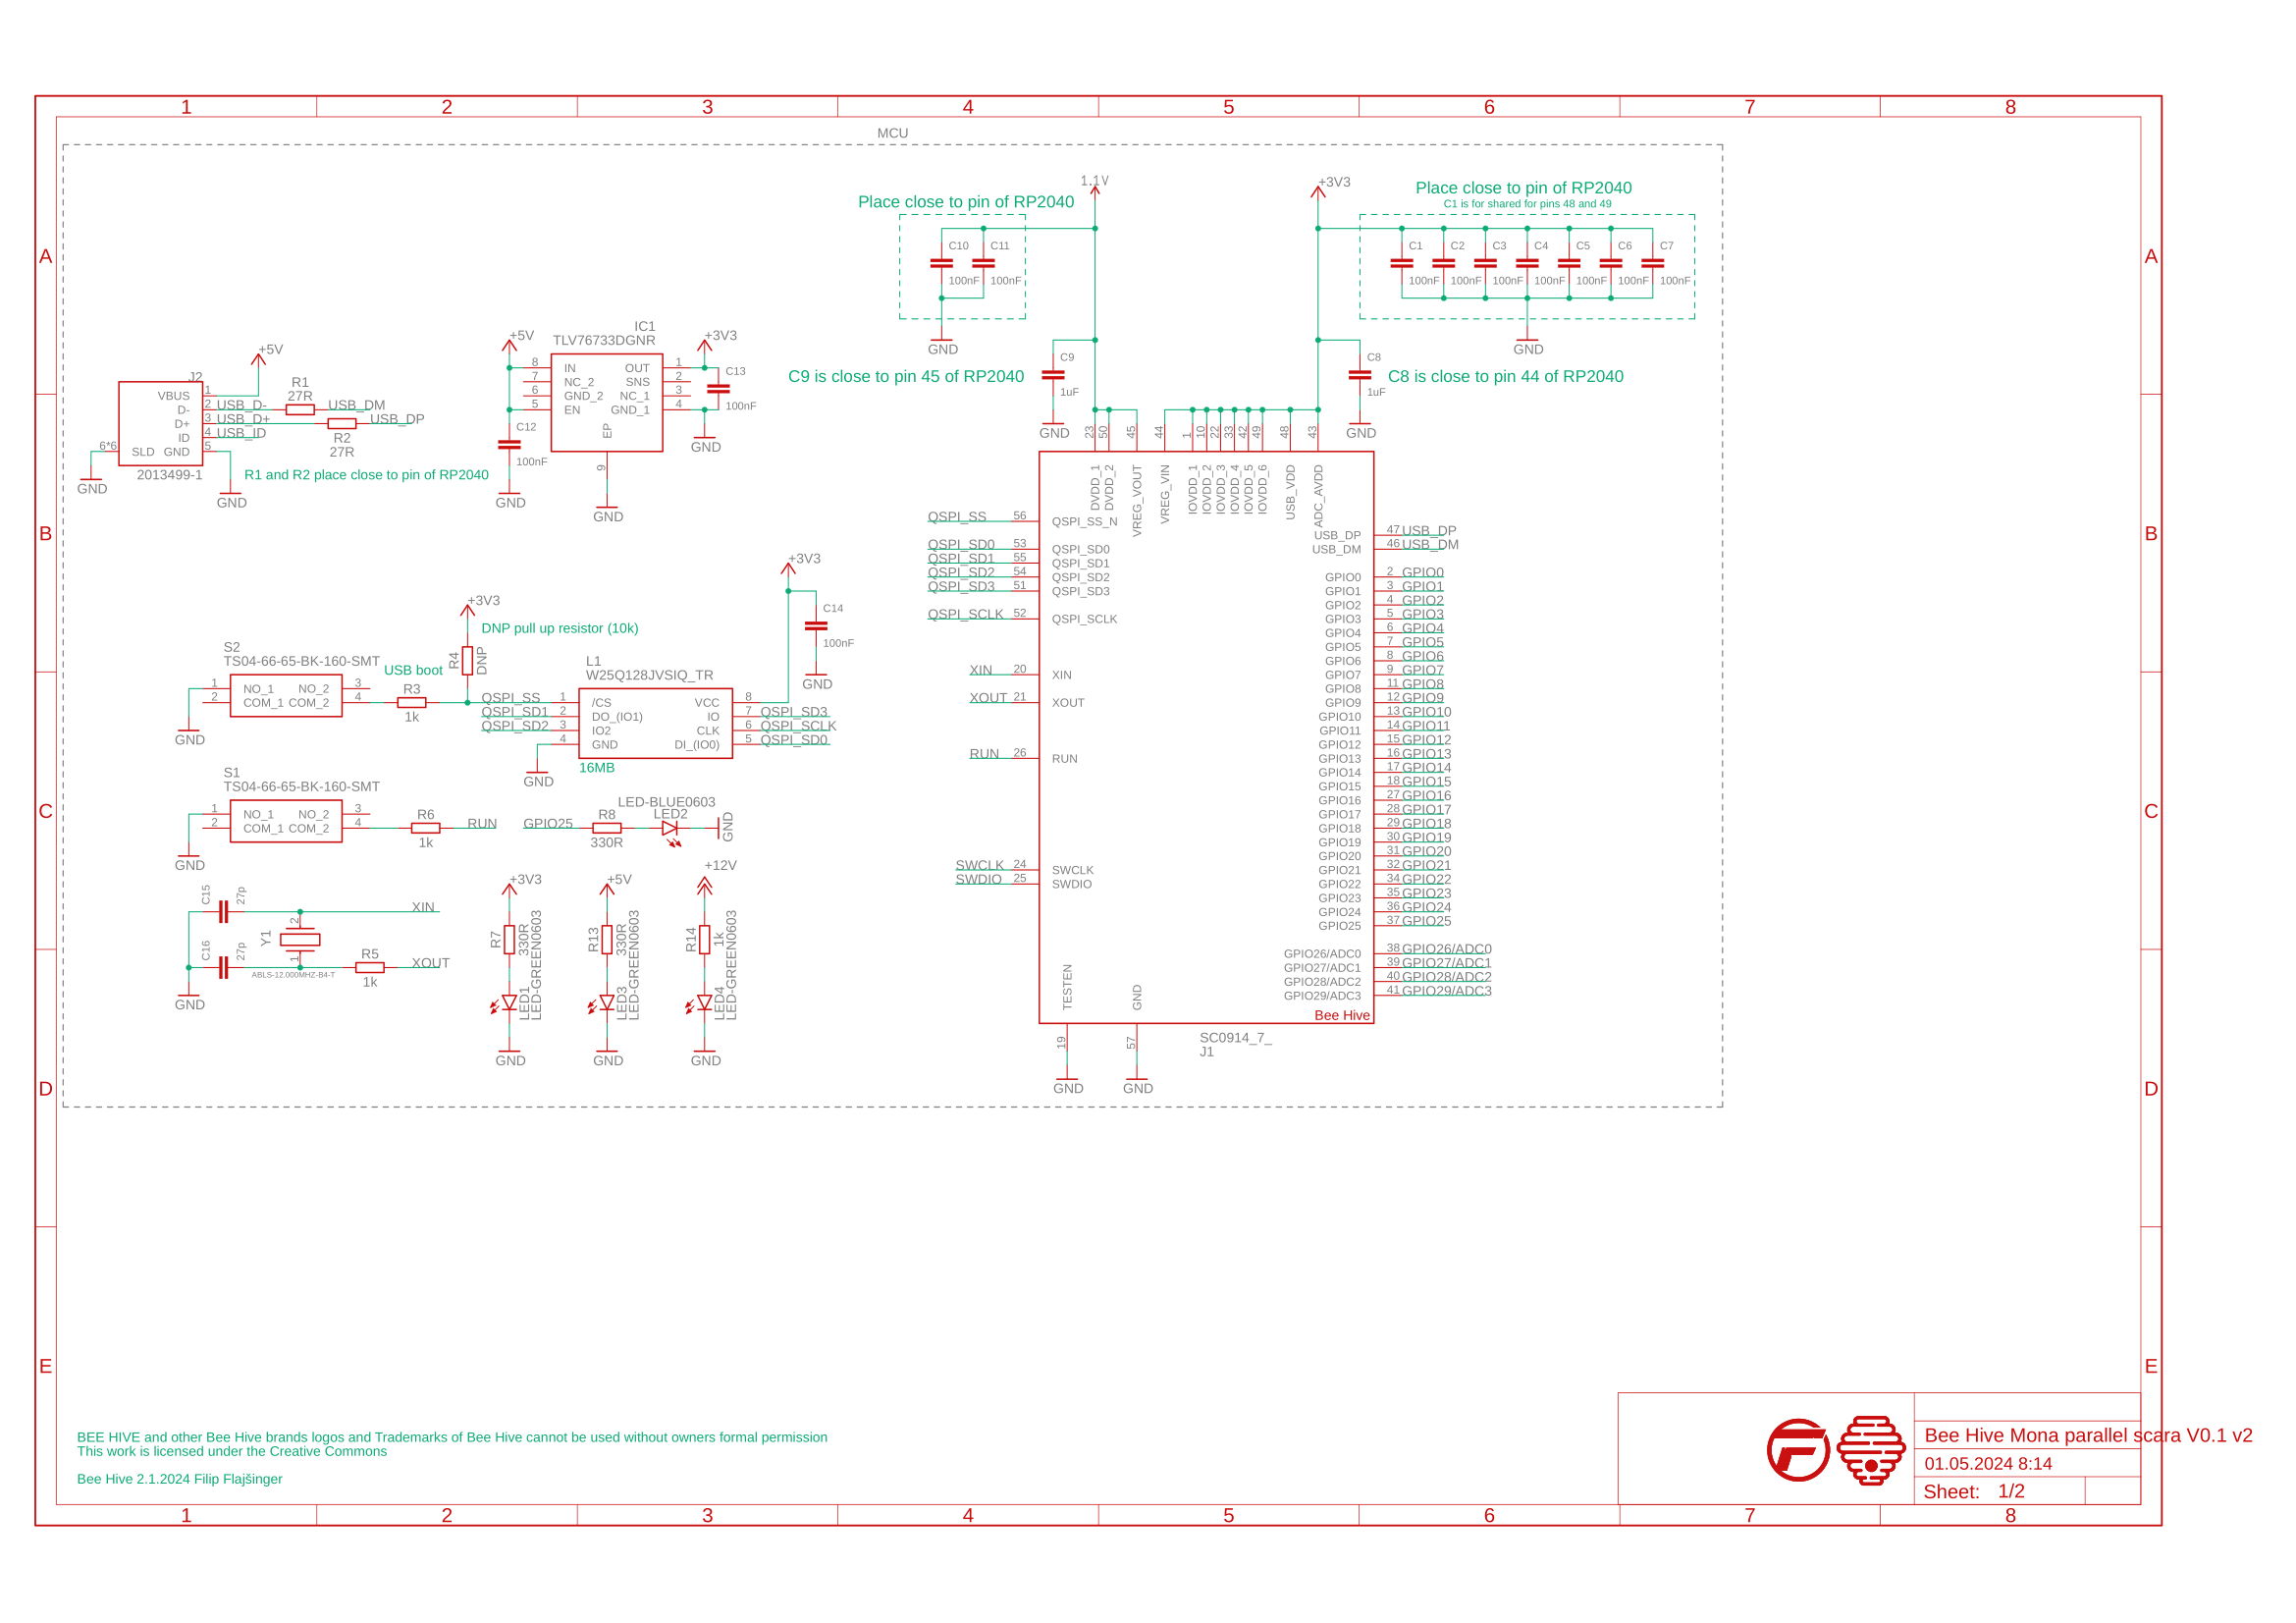 1 2 3 4 5 6 7 8
MCU
A
A
B
B
C
C
D
D
E
E
1.1V
Place close to pin of RP2040
C10
100nF
C11
100nF
GND
C9
1uF
GND
C9 is close to pin 45 of RP2040
+3V3
Place close to pin of RP2040
C1 is for shared for pins 48 and 49
C1 C2 C3 C4 C5 C6 C7
100nF 100nF 100nF 100nF 100nF 100nF 100nF
GND
C8
1uF
GND
C8 is close to pin 44 of RP2040
+5V
J2
VBUS 1
D- 2 USB_D-
D+ 3 USB_D+
ID 4 USB_ID
SLD GND 5
6*6
2013499-1
GND
GND
R1
27R
USB_DM
USB_DP
R2
27R
R1 and R2 place close to pin of RP2040
+5V
IC1
TLV76733DGNR
+3V3
8 IN OUT 1
7 NC_2 SNS 2
6 GND_2 NC_1 3
5 EN GND_1 4
EP
9
C13
100nF
GND
C12
100nF
GND
GND
+3V3
DNP pull up resistor (10k)
R4
DNP
USB boot
S2
TS04-66-65-BK-160-SMT
1 NO_1 NO_2 3
2 COM_1 COM_2 4
R3
1k
GND
+3V3
C14
100nF
GND
L1
W25Q128JVSIQ_TR
QSPI_SS 1 /CS VCC 8
QSPI_SD1 2 DO_(IO1) IO 7 QSPI_SD3
QSPI_SD2 3 IO2 CLK 6 QSPI_SCLK
4 GND DI_(IO0) 5 QSPI_SD0
16MB
GND
S1
TS04-66-65-BK-160-SMT
1 NO_1 NO_2 3
2 COM_1 COM_2 4
R6
1k
RUN
GND
GPIO25
R8
330R
LED-BLUE0603
LED2
GND
C15
27p
XIN
Y1
2
1
C16
27p
ABLS-12.000MHZ-B4-T
R5
1k
XOUT
GND
+3V3
R7
330R
LED1
LED-GREEN0603
GND
+5V
R13
330R
LED3
LED-GREEN0603
GND
+12V
R14
1k
LED4
LED-GREEN0603
GND
23 50 45 44 1 10 22 33 42 49 48 43
DVDD_1
DVDD_2
VREG_VOUT
VREG_VIN
IOVDD_1
IOVDD_2
IOVDD_3
IOVDD_4
IOVDD_5
IOVDD_6
USB_VDD
ADC_AVDD
QSPI_SS 56 QSPI_SS_N
QSPI_SD0 53 QSPI_SD0
QSPI_SD1 55 QSPI_SD1
QSPI_SD2 54 QSPI_SD2
QSPI_SD3 51 QSPI_SD3
QSPI_SCLK 52 QSPI_SCLK
XIN 20 XIN
XOUT 21 XOUT
RUN 26 RUN
SWCLK 24 SWCLK
SWDIO 25 SWDIO
USB_DP 47 USB_DP
USB_DM 46 USB_DM
GPIO0 2 GPIO0
GPIO1 3 GPIO1
GPIO2 4 GPIO2
GPIO3 5 GPIO3
GPIO4 6 GPIO4
GPIO5 7 GPIO5
GPIO6 8 GPIO6
GPIO7 9 GPIO7
GPIO8 11 GPIO8
GPIO9 12 GPIO9
GPIO10 13 GPIO10
GPIO11 14 GPIO11
GPIO12 15 GPIO12
GPIO13 16 GPIO13
GPIO14 17 GPIO14
GPIO15 18 GPIO15
GPIO16 27 GPIO16
GPIO17 28 GPIO17
GPIO18 29 GPIO18
GPIO19 30 GPIO19
GPIO20 31 GPIO20
GPIO21 32 GPIO21
GPIO22 34 GPIO22
GPIO23 35 GPIO23
GPIO24 36 GPIO24
GPIO25 37 GPIO25
GPIO26/ADC0 38 GPIO26/ADC0
GPIO27/ADC1 39 GPIO27/ADC1
GPIO28/ADC2 40 GPIO28/ADC2
GPIO29/ADC3 41 GPIO29/ADC3
TESTEN
GND
Bee Hive
19
57
SC0914_7_
J1
GND
GND
BEE HIVE and other Bee Hive brands logos and Trademarks of Bee Hive cannot be used without owners formal permission
This work is licensed under the Creative Commons
Bee Hive 2.1.2024 Filip Flajšinger
Bee Hive Mona parallel scara V0.1 v2
01.05.2024 8:14
Sheet: 1/2
1 2 3 4 5 6 7 8